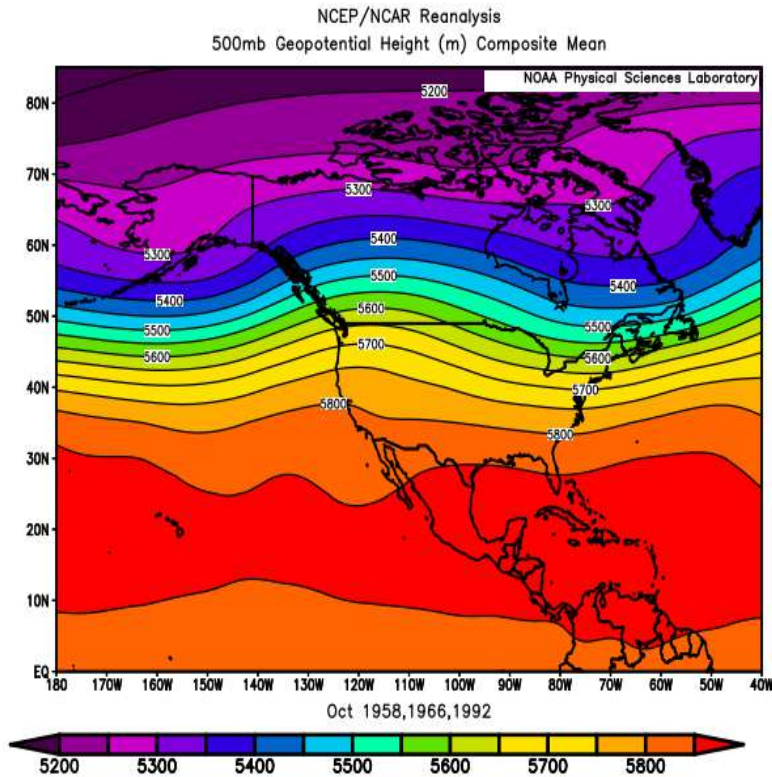 NCEP/NCAR Reanalysis
500mb Geopotential Height (m) Composite Mean
NOAA Physical Sciences Laboratory
80N
5200
70N
5300
5300
60N
5300
5400
5400
5500
5400
50N
5500
5600
5500
5600
5700
5600
40N
5700
5800
5800
30N
20N
10N
EQ
180 170W 160W 150W 140W 130W 120W 110W 100W 90W 80W 70W 60W 50W 40W
Oct 1958,1966,1992
5200 5300 5400 5500 5600 5700 5800